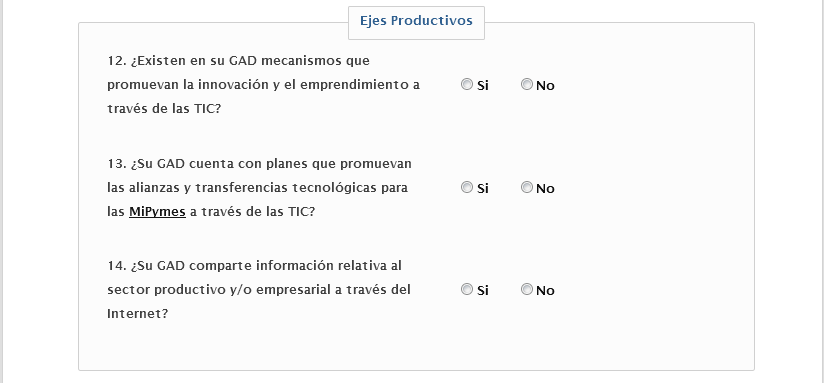 Ejes Productivos
12. ¿Existen en su GAD mecanismos que
promuevan la innovación y el emprendimiento a
través de las TIC?
Si No
13. ¿Su GAD cuenta con planes que promuevan
las alianzas y transferencias tecnológicas para
las MiPymes a través de las TIC?
Si No
14. ¿Su GAD comparte información relativa al
sector productivo y/o empresarial a través del
Internet?
Si No